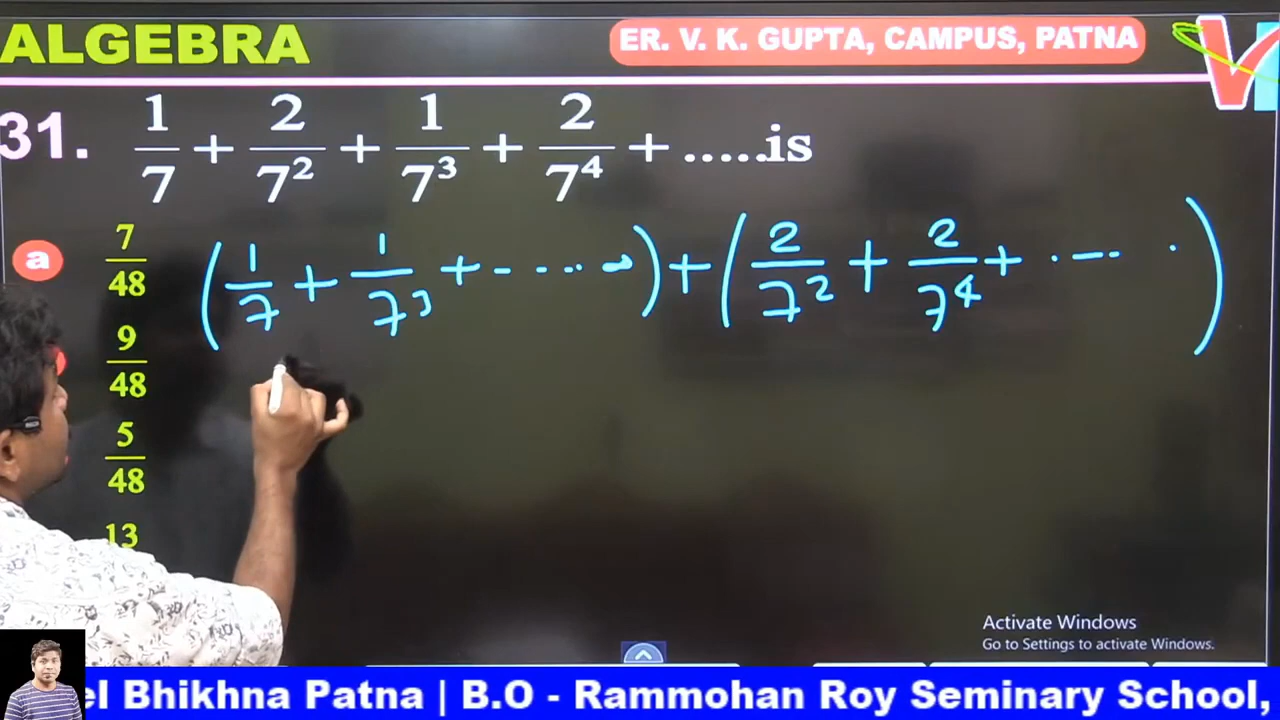 ALGEBRA
ER. V. K. GUPTA, CAMPUS, PATNA
31. 1/7 + 2/7² + 1/7³ + 2/7⁴ + .....is
(1/7 + 1/7³ + ---- ) + (2/7² + 2/7⁴ + .--- . )
a 7/48
9/48
5/48
13
Activate Windows
Go to Settings to activate Windows.
Bhikhna Patna | B.O - Rammohan Roy Seminary School,